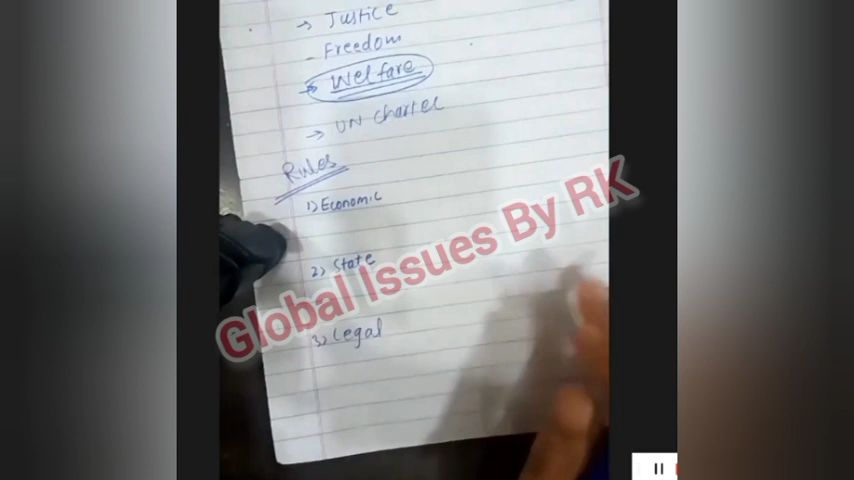 → Justice
- Freedom
→ Welfare
→ UN Charter
Rules
1) Economic
2) State
3) Legal
Global Issues By RK